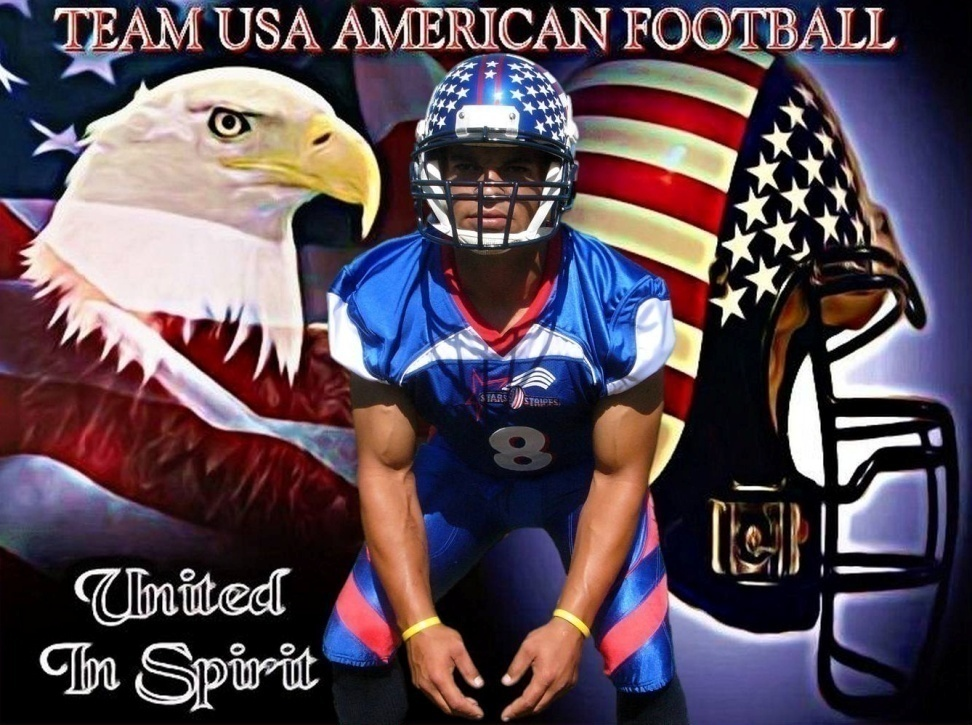 TEAM USA AMERICAN FOOTBALL
STARS STRIPES
8
United
In Spirit